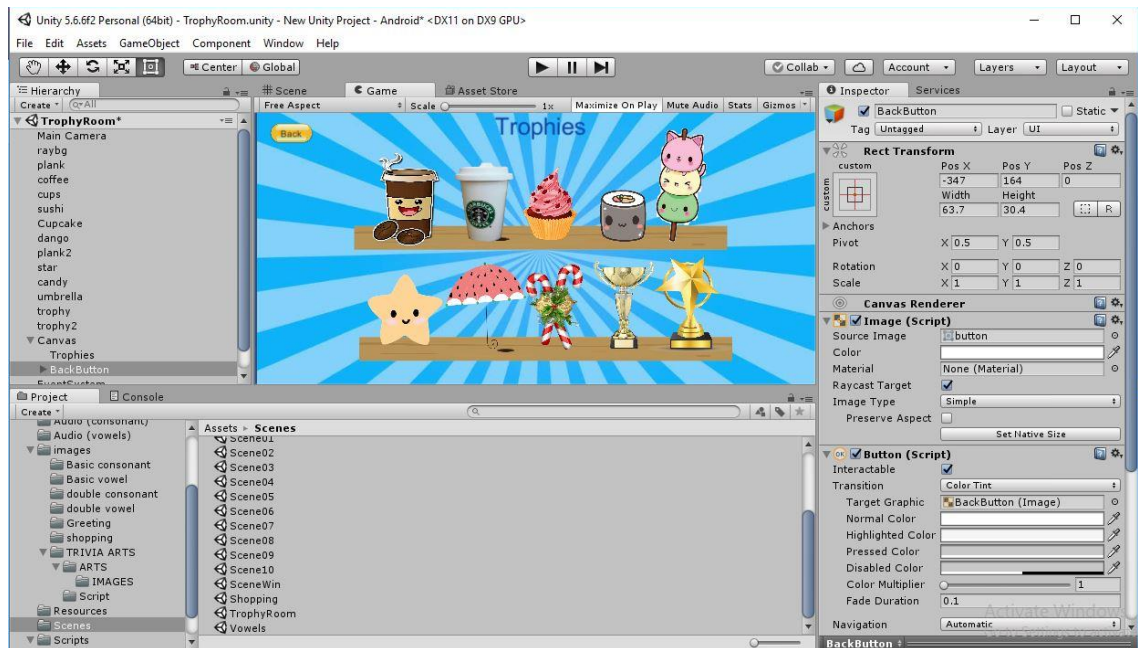 Unity 5.6.6f2 Personal (64bit) - TrophyRoom.unity - New Unity Project - Android* <DX11 on DX9 GPU>
File Edit Assets GameObject Component Window Help
Center Global Collab Account Layers Layout
Hierarchy
Create All
TrophyRoom*
Main Camera
raybg
plank
coffee
cups
sushi
Cupcake
dango
plank2
star
candy
umbrella
trophy
trophy2
Canvas
Trophies
BackButton
EventSystem
Scene Game Asset Store
Free Aspect Scale 1x Maximize On Play Mute Audio Stats Gizmos
Back
Trophies
Inspector Services
BackButton Static
Tag Untagged Layer UI
Rect Transform
custom Pos X Pos Y Pos Z
custom -347 164 0
Width Height
63.7 30.4 R
Anchors
Pivot X 0.5 Y 0.5
Rotation X 0 Y 0 Z 0
Scale X 1 Y 1 Z 1
Canvas Renderer
Image (Script)
Source Image button
Color
Material None (Material)
Raycast Target
Image Type Simple
Preserve Aspect
Set Native Size
Button (Script)
Interactable
Transition Color Tint
Target Graphic BackButton (Image)
Normal Color
Highlighted Color
Pressed Color
Disabled Color
Color Multiplier 1
Fade Duration 0.1
Activate Windows
Navigation Automatic
BackButton
Project Console
Create
Audio (consonant)
Audio (vowels)
images
Basic consonant
Basic vowel
double consonant
double vowel
Greeting
shopping
TRIVIA ARTS
ARTS
IMAGES
Script
Resources
Scenes
Scripts
Assets Scenes
Scene01
Scene02
Scene03
Scene04
Scene05
Scene06
Scene07
Scene08
Scene09
Scene10
SceneWin
Shopping
TrophyRoom
Vowels